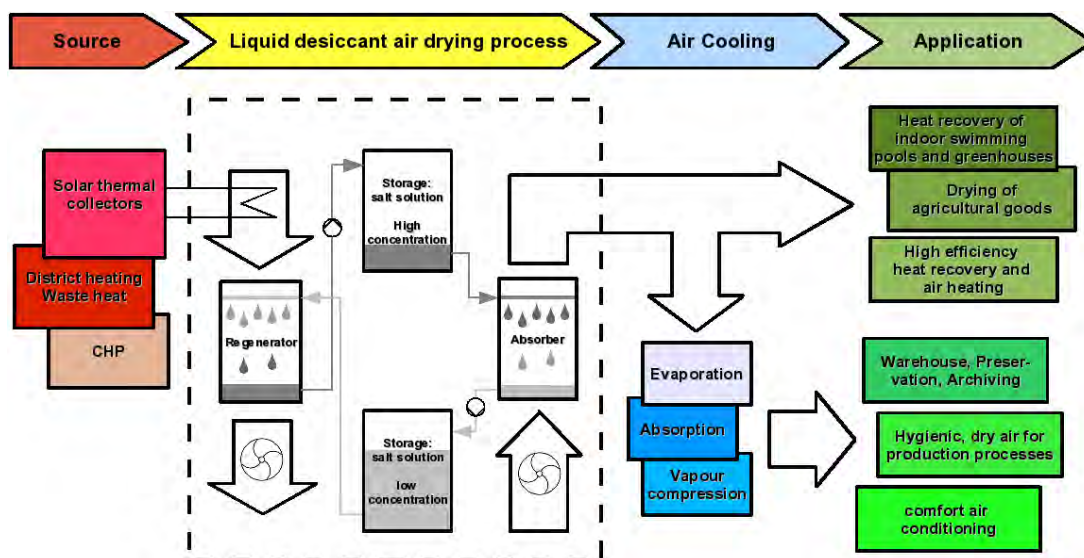 Source
Liquid desiccant air drying process
Air Cooling
Application
Solar thermal
collectors
District heating
Waste heat
CHP
Regenerator
Storage:
salt solution
High
concentration
Absorber
Storage:
salt solution
low
concentration
Evaporation
Absorption
Vapour
compression
Heat recovery of
indoor swimming
pools and greenhouses
Drying of
agricultural goods
High efficiency
heat recovery and
air heating
Warehouse, Preser-
vation, Archiving
Hygienic, dry air for
production processes
comfort air
conditioning